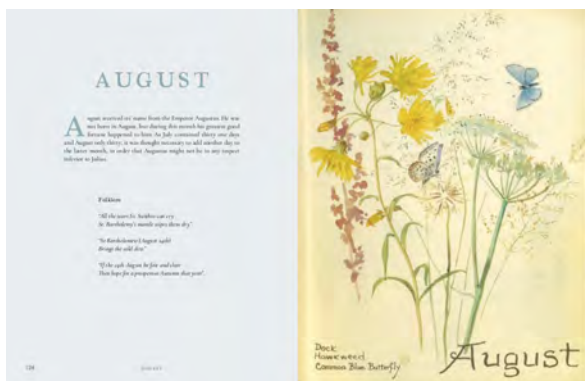 AUGUST
August received its name from the Emperor Augustus. He was
not born in August, but during this month his greatest good
fortune happened to him. As July contained thirty one days
and August only thirty, it was thought necessary to add another day to
the latter month, in order that Augustus might not be in any respect
inferior to Julius.
"All the tears St. Swithin can cry
St. Bartholomy's mantle wipes them dry".
"St Bartholomew (August 24th)
Brings the cold dew."
"If the 24th August be fair and clear
Then hope for a prosperous Autumn that year".
AUGUST
Dock
Hawkweed
Common Blue Butterfly
August